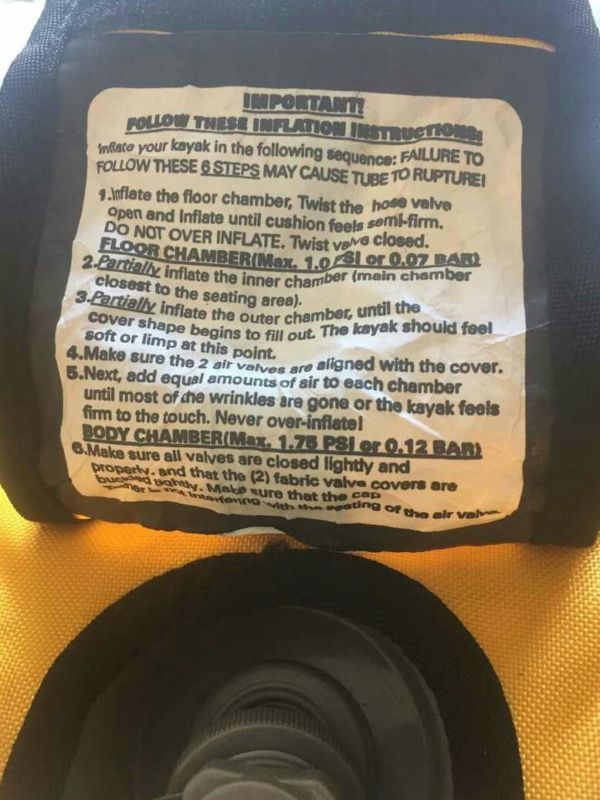 IMPORTANT!
FOLLOW THESE INFLATION INSTRUCTIONS:
Inflate your kayak in the following sequence: FAILURE TO
FOLLOW THESE 6 STEPS MAY CAUSE TUBE TO RUPTURE!
1.Inflate the floor chamber, Twist the hose valve
open and Inflate until cushion feels semi-firm.
DO NOT OVER INFLATE. Twist valve closed.
FLOOR CHAMBER(Max. 1.0 PSI or 0.07 BAR)
2.Partially inflate the inner chamber (main chamber
closest to the seating area).
3.Partially inflate the outer chamber, until the
cover shape begins to fill out. The kayak should feel
soft or limp at this point.
4.Make sure the 2 air valves are aligned with the cover.
5.Next, add equal amounts of air to each chamber
until most of the wrinkles are gone or the kayak feels
firm to the touch. Never over-inflate!
BODY CHAMBER(Max. 1.75 PSI or 0.12 BAR)
6.Make sure all valves are closed lightly and
properly, and that the (2) fabric valve covers are
Make sure that the cap
is not interfering with the seating of the air valve.